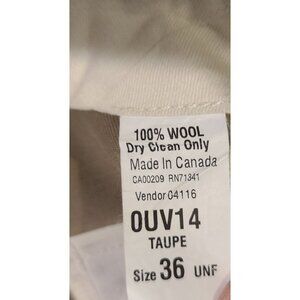 100% WOOL
Dry Clean Only
Made In Canada
CA00209 RN71341
Vendor 04116
0UV14
TAUPE
Size 36 UNF